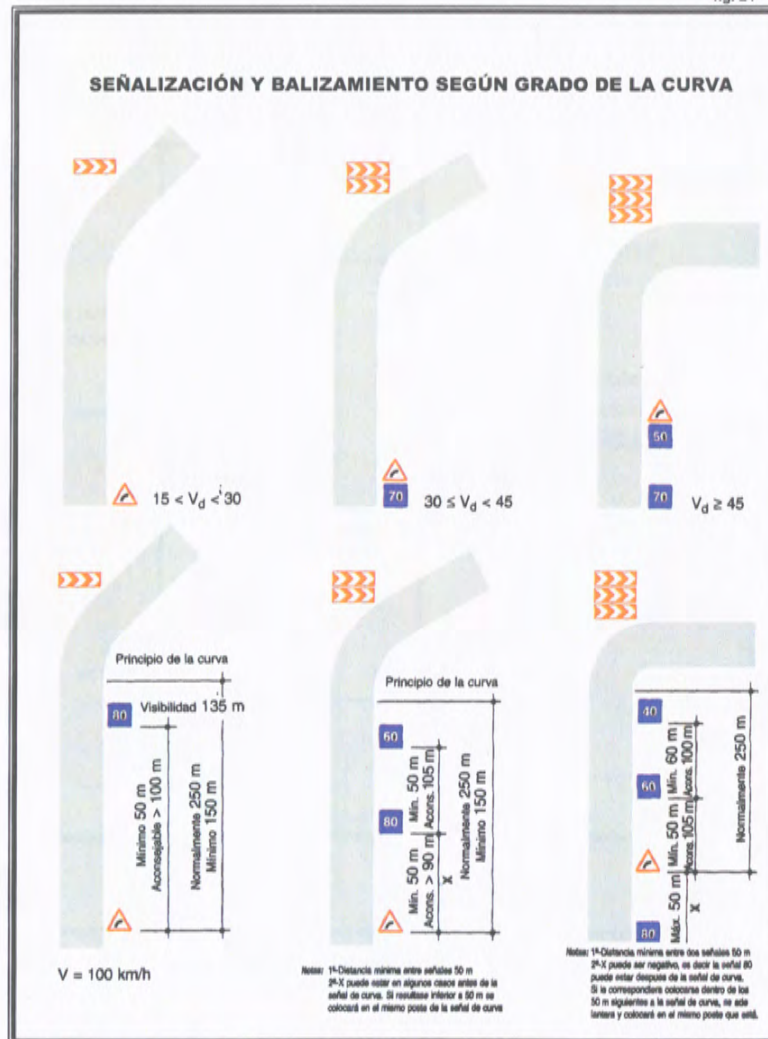 SEÑALIZACIÓN Y BALIZAMIENTO SEGÚN GRADO DE LA CURVA
15 < Vd < 30
70
30 ≤ Vd < 45
50
70
Vd ≥ 45
Principio de la curva
80
Visibilidad 135 m
Mínimo 50 m
Aconsejable > 100 m
Normalmente 250 m
Mínimo 150 m
V = 100 km/h
Principio de la curva
60
80
Mín. 50 m
Acons. 105 m
Mín. 50 m
Acons. > 90 m
X
Normalmente 250 m
Mínimo 150 m
Notas: 1ª-Distancia mínima entre señales 50 m
2ª-X puede estar en algunos casos antes de la
señal de curva. Si resultase inferior a 50 m se
colocará en el mismo poste de la señal de curva
40
60
80
Mín. 60 m
Acons. 100 m
Mín. 50 m
Acons. 105 m
Máx. 50 m
X
Normalmente 250 m
Notas: 1ª-Distancia mínima entre dos señales 50 m
2ª-X puede ser negativo, es decir la señal 80
puede estar después de la señal de curva.
Si le correspondiera colocarse dentro de los
50 m siguientes a la señal de curva, se ade
lantara y colocará en el mismo poste que está.